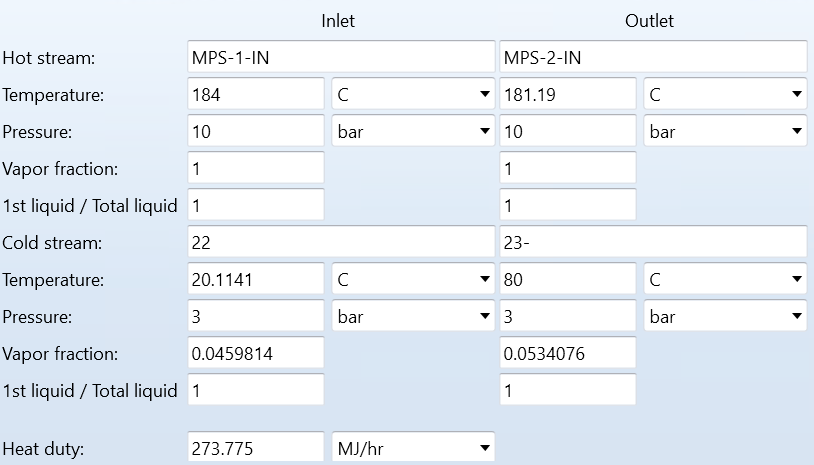 Inlet Outlet
Hot stream: MPS-1-IN MPS-2-IN
Temperature: 184 C 181.19 C
Pressure: 10 bar 10 bar
Vapor fraction: 1 1
1st liquid / Total liquid 1 1
Cold stream: 22 23-
Temperature: 20.1141 C 80 C
Pressure: 3 bar 3 bar
Vapor fraction: 0.0459814 0.0534076
1st liquid / Total liquid 1 1
Heat duty: 273.775 MJ/hr